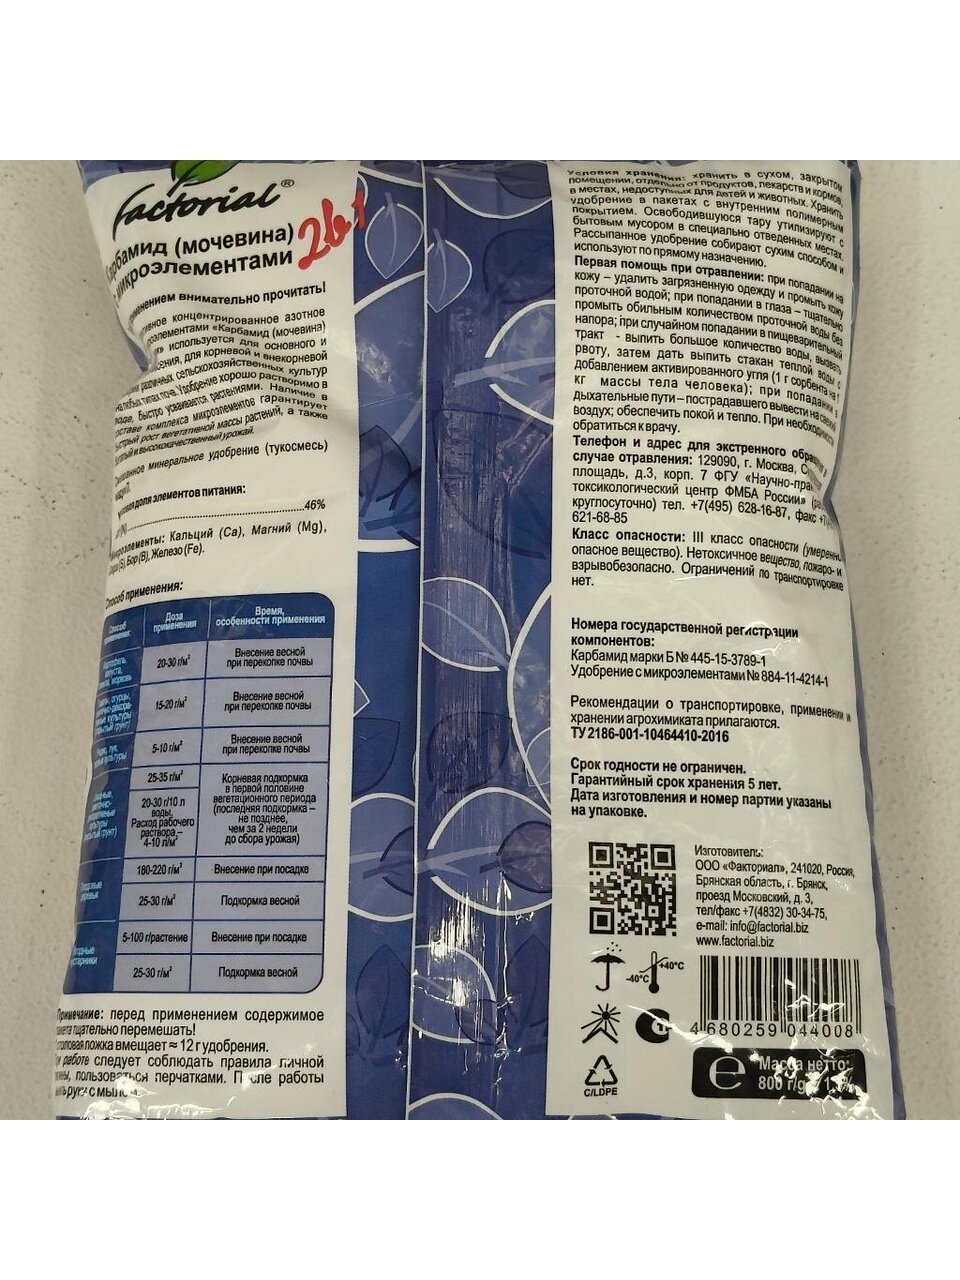 factorial®
Карбамид (мочевина)
микроэлементами
2в1
внимательно прочитать!
концентрированное азотное
«Карбамид (мочевина)
используется для основного и
для корневой и внекорневой
различных сельскохозяйственных культур
Удобрение хорошо растворимо в
быстро усваивается растениями. Наличие в
составе комплекса микроэлементов гарантирует
рост вегетативной массы растений, а также
и высококачественный урожай.
минеральное удобрение (тукосмесь)
доля элементов питания:
46%
Микроэлементы: Кальций (Ca), Магний (Mg),
(S), Бор (B), Железо (Fe).
Способ применения:
Способ применения: Доза применения Время, особенности применения
20-30 г/м² Внесение весной при перекопке почвы
15-20 г/м² Внесение весной при перекопке почвы
5-10 г/м² Внесение весной при перекопке почвы
25-35 г/м² Корневая подкормка
20-30 г/10 л в первой половине
воды, вегетационного периода
Расход рабочего (последняя подкормка –
раствора – не позднее,
4-10 л/м² чем за 2 недели
до сбора урожая)
180-220 г/м² Внесение при посадке
25-30 г/м² Подкормка весной
5-100 г/растение Внесение при посадке
25-30 г/м² Подкормка весной
Примечание: перед применением содержимое
пакета тщательно перемешать!
столовая ложка вмещает ≈ 12 г удобрения.
При работе следует соблюдать правила личной
пользоваться перчатками. После работы
руки с мылом.
Условия хранения: хранить в сухом, закрытом
помещении, отдельно от продуктов, лекарств и кормов,
в местах, недоступных для детей и животных. Хранить
удобрение в пакетах с внутренним полимерным
покрытием. Освободившуюся тару утилизируют с
бытовым мусором в специально отведенных местах.
Рассыпанное удобрение собирают сухим способом и
используют по прямому назначению.
Первая помощь при отравлении: при попадании на
кожу – удалить загрязненную одежду и промыть кожу
проточной водой; при попадании в глаза – тщательно
промыть обильным количеством проточной воды без
напора; при случайном попадании в пищеварительный
тракт - выпить большое количество воды, вызвать
рвоту, затем дать выпить стакан теплой воды с
добавлением активированного угля (1 г сорбента на 1
кг массы тела человека); при попадании в
дыхательные пути – пострадавшего вывести на свежий
воздух; обеспечить покой и тепло. При необходимости
обратиться к врачу.
Телефон и адрес для экстренного обращения в
случае отравления: 129090, г. Москва,
площадь, д.3, корп. 7 ФГУ «Научно-
токсикологический центр ФМБА России»
круглосуточно) тел. +7(495) 628-16-87, факс
621-68-85
Класс опасности: III класс опасности (умеренно
опасное вещество). Нетоксичное вещество, пожаро- и
взрывобезопасно. Ограничений по транспортировке
нет.
Номера государственной регистрации
компонентов:
Карбамид марки Б № 445-15-3789-1
Удобрение с микроэлементами № 884-11-4214-1
Рекомендации о транспортировке, применении и
хранении агрохимиката прилагаются.
ТУ 2186-001-10464410-2016
Срок годности не ограничен.
Гарантийный срок хранения 5 лет.
Дата изготовления и номер партии указаны
на упаковке.
Изготовитель:
ООО «Факториал», 241020, Россия,
Брянская область, г. Брянск,
проезд Московский, д. 3,
тел/факс +7(4832) 30-34-75,
e-mail: info@factorial.biz
www.factorial.biz
-40°C +40°C
4 680259 044008
C/LDPE
Масса нетто:
800